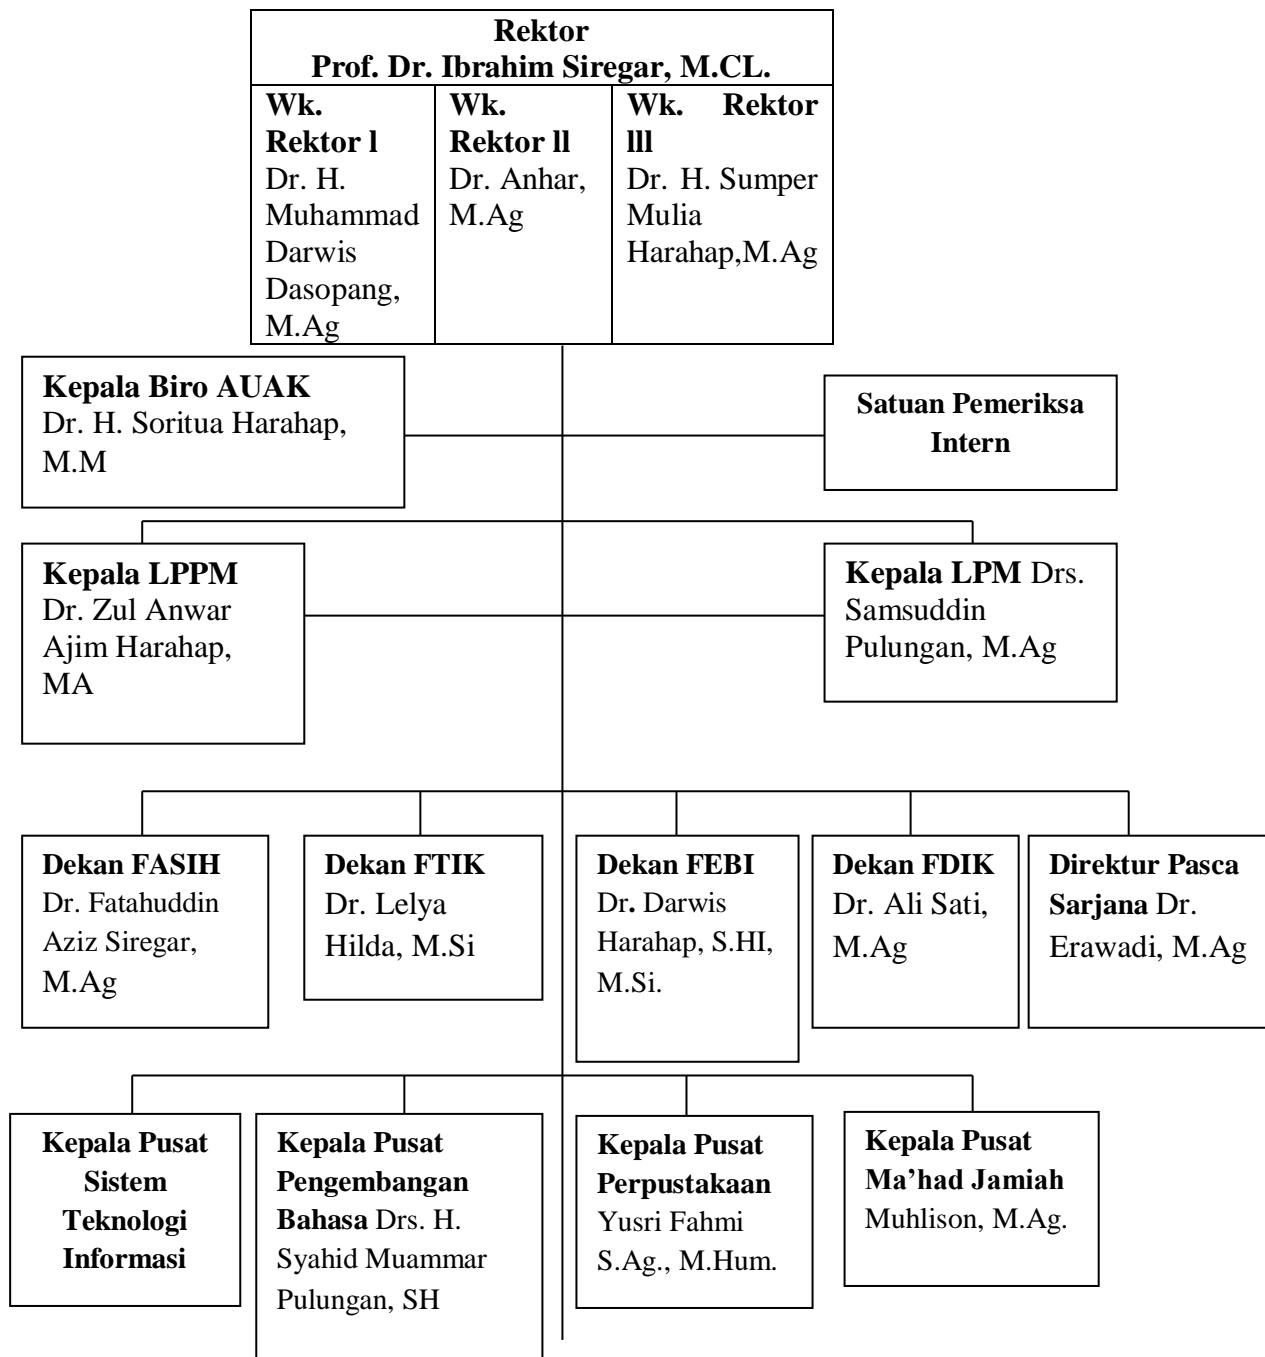 Rektor
Prof. Dr. Ibrahim Siregar, M.CL.
Wk.
Rektor l
Dr. H.
Muhammad
Darwis
Dasopang,
M.Ag
Wk.
Rektor ll
Dr. Anhar,
M.Ag
Wk. Rektor
lll
Dr. H. Sumper
Mulia
Harahap,M.Ag
Kepala Biro AUAK
Dr. H. Soritua Harahap,
M.M
Satuan Pemeriksa
Intern
Kepala LPPM
Dr. Zul Anwar
Ajim Harahap,
MA
Kepala LPM Drs.
Samsuddin
Pulungan, M.Ag
Dekan FASIH
Dr. Fatahuddin
Aziz Siregar,
M.Ag
Dekan FTIK
Dr. Lelya
Hilda, M.Si
Dekan FEBI
Dr. Darwis
Harahap, S.HI,
M.Si.
Dekan FDIK
Dr. Ali Sati,
M.Ag
Direktur Pasca
Sarjana Dr.
Erawadi, M.Ag
Kepala Pusat
Sistem
Teknologi
Informasi
Kepala Pusat
Pengembangan
Bahasa Drs. H.
Syahid Muammar
Pulungan, SH
Kepala Pusat
Perpustakaan
Yusri Fahmi
S.Ag., M.Hum.
Kepala Pusat
Ma’had Jamiah
Muhlison, M.Ag.